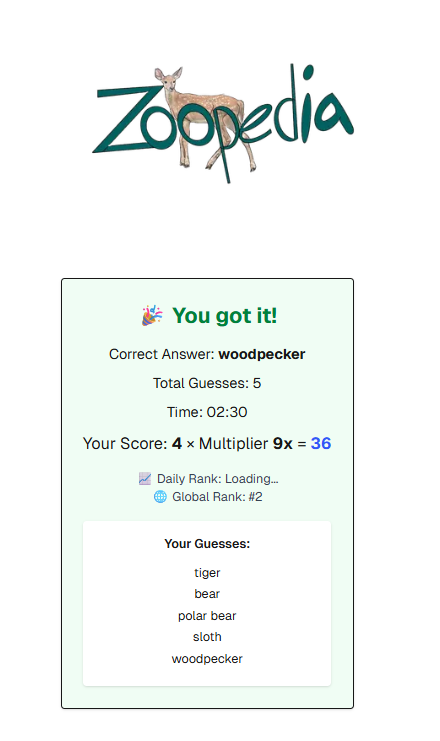 Zoopedia
🎉 You got it!
Correct Answer: woodpecker
Total Guesses: 5
Time: 02:30
Your Score: 4 × Multiplier 9x = 36
📈 Daily Rank: Loading...
🌐 Global Rank: #2
Your Guesses:
tiger
bear
polar bear
sloth
woodpecker